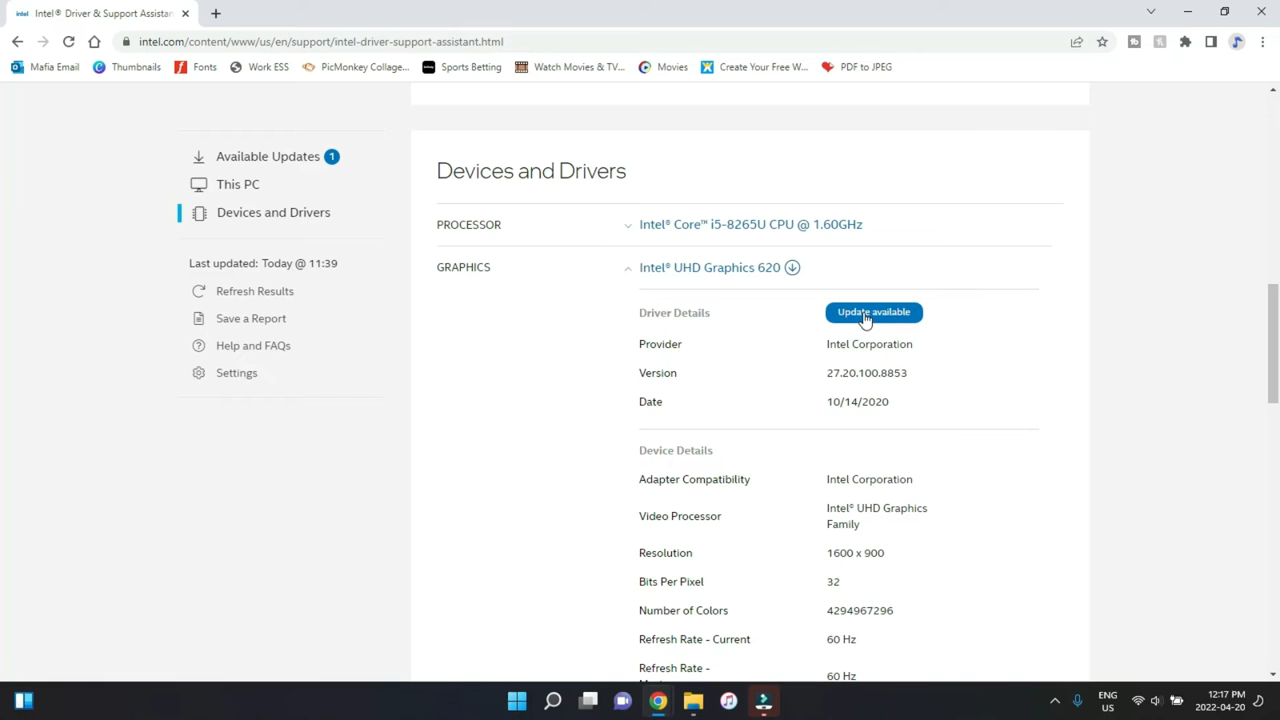 intel
Intel® Driver & Support Assistan
intel.com/content/www/us/en/support/intel-driver-support-assistant.html
Mafia Email
Thumbnails
Fonts
Work ESS
PicMonkey Collage...
Sports Betting
Watch Movies & TV...
Movies
Create Your Free W...
PDF to JPEG
Available Updates 1
This PC
Devices and Drivers
Last updated: Today @ 11:39
Refresh Results
Save a Report
Help and FAQs
Settings
Devices and Drivers
PROCESSOR Intel® Core™ i5-8265U CPU @ 1.60GHz
GRAPHICS Intel® UHD Graphics 620
Driver Details Update available
Provider Intel Corporation
Version 27.20.100.8853
Date 10/14/2020
Device Details
Adapter Compatibility Intel Corporation
Video Processor Intel® UHD Graphics
Family
Resolution 1600 x 900
Bits Per Pixel 32
Number of Colors 4294967296
Refresh Rate - Current 60 Hz
Refresh Rate -
60 Hz
ENG
US
12:17 PM
2022-04-20